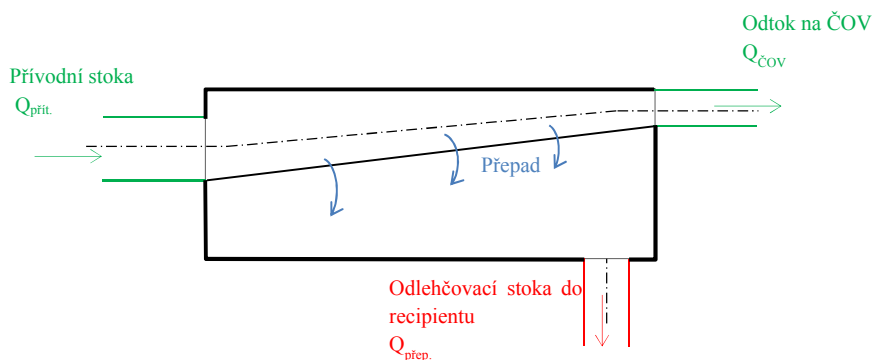 Odtok na ČOV
Q_ČOV
Přívodní stoka
Q_přít.
Přepad
Odlehčovací stoka do
recipientu
Q_přep.